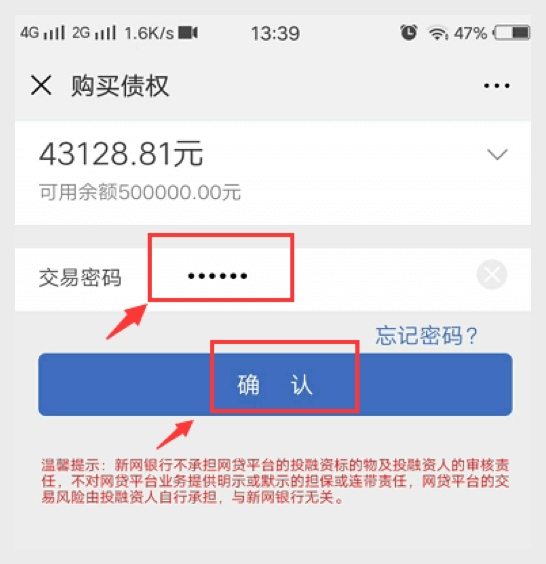 4G 2G 1.6K/s 13:39 47%
购买债权
43128.81元
可用余额500000.00元
交易密码 ••••••
忘记密码？
确 认
温馨提示：新网银行不承担网贷平台的投融资标的物及投融资人的审核责
任，不对网贷平台业务提供明示或默示的担保或连带责任，网贷平台的交
易风险由投融资人自行承担，与新网银行无关。